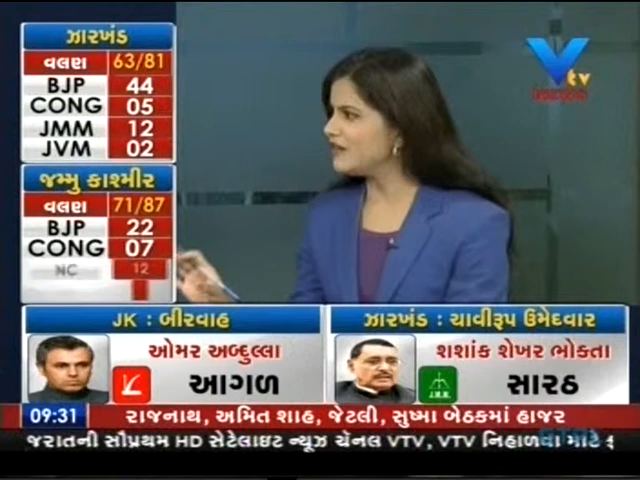 ઝારખંડ
વલણ 63/81
BJP 44
CONG 05
JMM 12
JVM 02
જમ્મુ કાશ્મીર
વલણ 71/87
BJP 22
CONG 07
NC 12
V tv
JK : બીરવાહ
ઓમર અબ્દુલ્લા
આગળ
ઝારખંડ : ચાવીરૂપ ઉમેદવાર
શશાંક શેખર ભોક્તા
J.M.M.
સારઠ
09:31 રાજનાથ, અમિત શાહ, જેટલી, સુષ્મા બેઠકમાં હાજર
જરાતની સૌપ્રથમ HD સેટેલાઇટ ન્યૂઝ ચૅનલ VTV, VTV નિહાળવા માટે